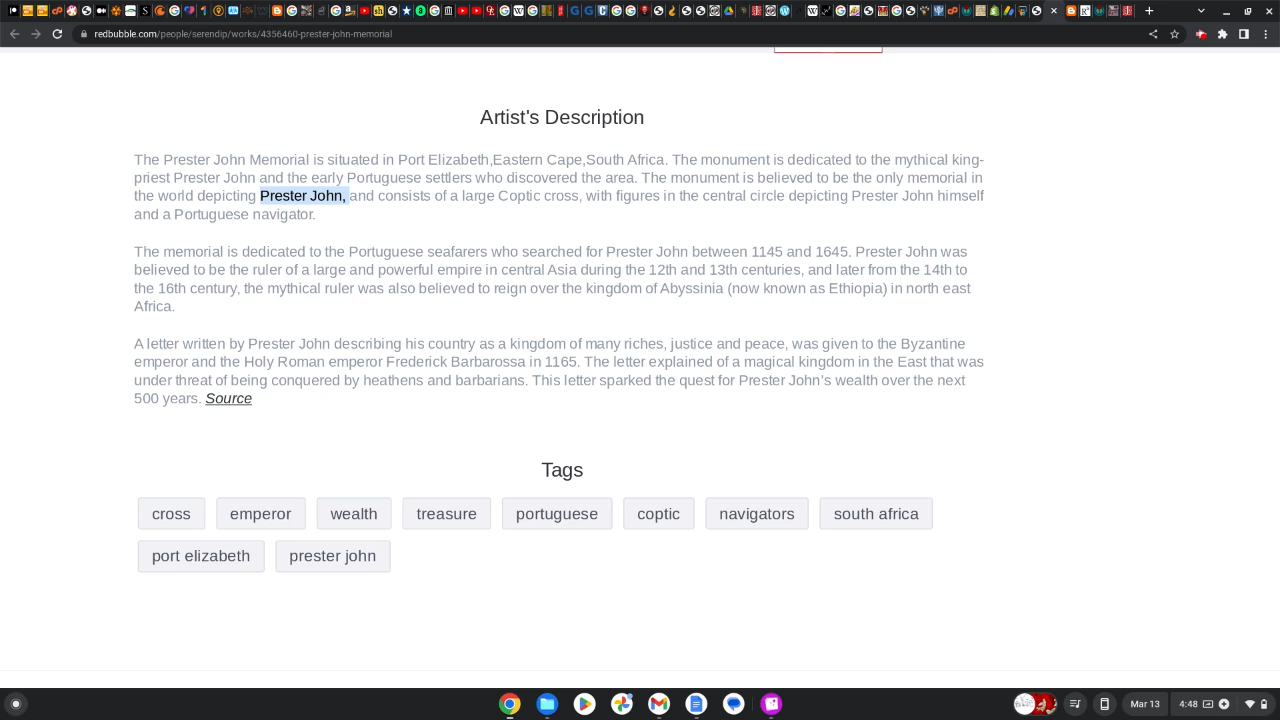 redbubble.com/people/serendip/works/4356460-prester-john-memorial
Artist's Description
The Prester John Memorial is situated in Port Elizabeth,Eastern Cape,South Africa. The monument is dedicated to the mythical king-
priest Prester John and the early Portuguese settlers who discovered the area. The monument is believed to be the only memorial in
the world depicting Prester John, and consists of a large Coptic cross, with figures in the central circle depicting Prester John himself
and a Portuguese navigator.
The memorial is dedicated to the Portuguese seafarers who searched for Prester John between 1145 and 1645. Prester John was
believed to be the ruler of a large and powerful empire in central Asia during the 12th and 13th centuries, and later from the 14th to
the 16th century, the mythical ruler was also believed to reign over the kingdom of Abyssinia (now known as Ethiopia) in north east
Africa.
A letter written by Prester John describing his country as a kingdom of many riches, justice and peace, was given to the Byzantine
emperor and the Holy Roman emperor Frederick Barbarossa in 1165. The letter explained of a magical kingdom in the East that was
under threat of being conquered by heathens and barbarians. This letter sparked the quest for Prester John's wealth over the next
500 years. Source
Tags
cross emperor wealth treasure portuguese coptic navigators south africa
port elizabeth prester john
Mar 13 4:48